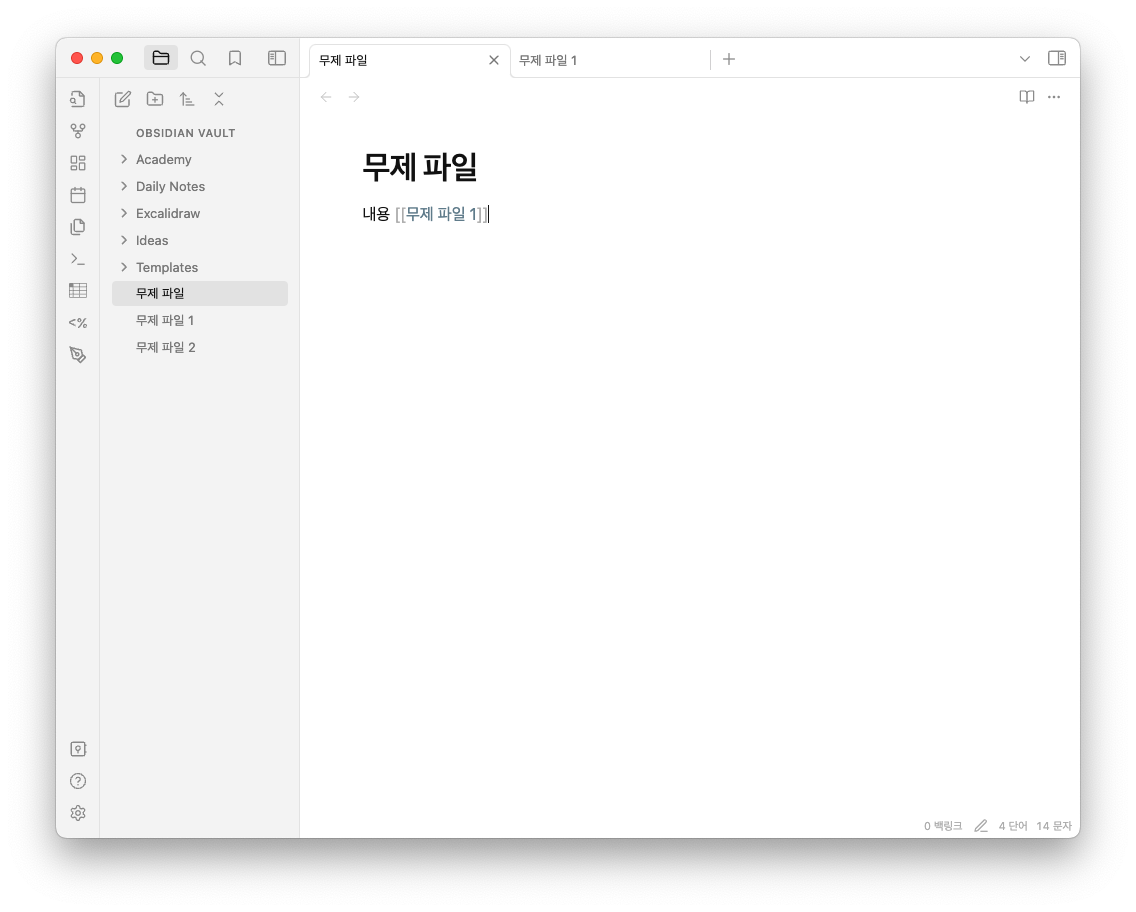 무제 파일
무제 파일 1
OBSIDIAN VAULT
Academy
Daily Notes
Excalidraw
Ideas
Templates
무제 파일
무제 파일 1
무제 파일 2
<%
무제 파일
내용 [[무제 파일 1]]
0 백링크 4 단어 14 문자